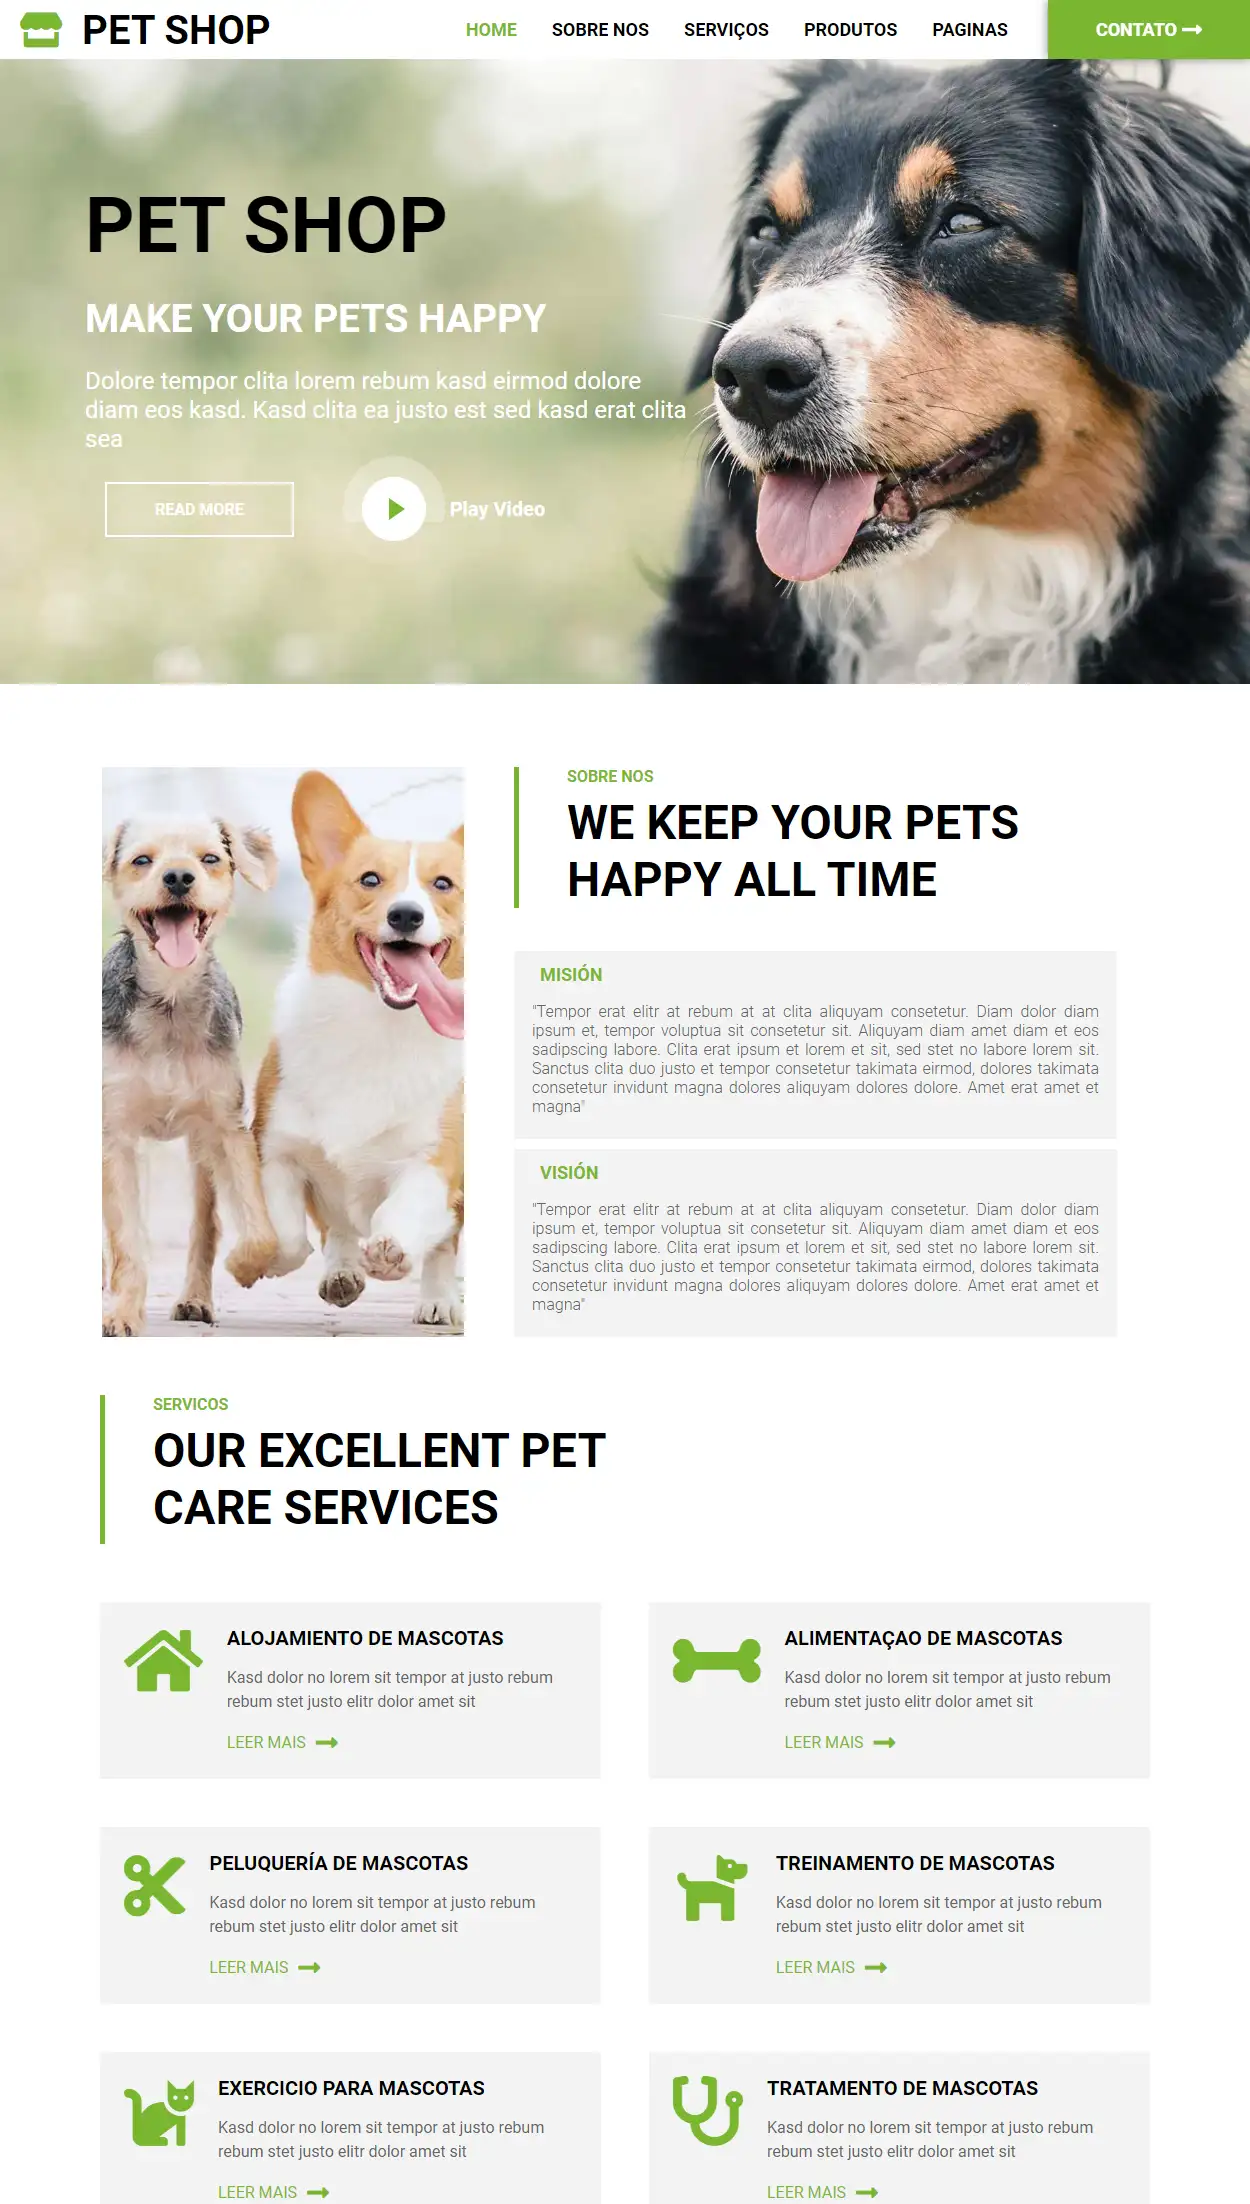 PET SHOP
HOME SOBRE NOS SERVIÇOS PRODUTOS PAGINAS CONTATO
PET SHOP
MAKE YOUR PETS HAPPY
Dolore tempor clita lorem rebum kasd eirmod dolore
diam eos kasd. Kasd clita ea justo est sed kasd erat clita
sea
READ MORE
Play Video
SOBRE NOS
WE KEEP YOUR PETS
HAPPY ALL TIME
MISIÓN
"Tempor erat elitr at rebum at at clita aliquyam consetetur. Diam dolor diam
ipsum et, tempor voluptua sit consetetur sit. Aliquyam diam amet diam et eos
sadipscing labore. Clita erat ipsum et lorem et sit, sed stet no labore lorem sit.
Sanctus clita duo justo et tempor consetetur takimata eirmod, dolores takimata
consetetur invidunt magna dolores aliquyam dolores dolore. Amet erat amet et
magna"
VISIÓN
"Tempor erat elitr at rebum at at clita aliquyam consetetur. Diam dolor diam
ipsum et, tempor voluptua sit consetetur sit. Aliquyam diam amet diam et eos
sadipscing labore. Clita erat ipsum et lorem et sit, sed stet no labore lorem sit.
Sanctus clita duo justo et tempor consetetur takimata eirmod, dolores takimata
consetetur invidunt magna dolores aliquyam dolores dolore. Amet erat amet et
magna"
SERVICOS
OUR EXCELLENT PET
CARE SERVICES
ALOJAMIENTO DE MASCOTAS
Kasd dolor no lorem sit tempor at justo rebum
rebum stet justo elitr dolor amet sit
LEER MAIS
ALIMENTAÇAO DE MASCOTAS
Kasd dolor no lorem sit tempor at justo rebum
rebum stet justo elitr dolor amet sit
LEER MAIS
PELUQUERÍA DE MASCOTAS
Kasd dolor no lorem sit tempor at justo rebum
rebum stet justo elitr dolor amet sit
LEER MAIS
TREINAMENTO DE MASCOTAS
Kasd dolor no lorem sit tempor at justo rebum
rebum stet justo elitr dolor amet sit
LEER MAIS
EXERCICIO PARA MASCOTAS
Kasd dolor no lorem sit tempor at justo rebum
rebum stet justo elitr dolor amet sit
LEER MAIS
TRATAMENTO DE MASCOTAS
Kasd dolor no lorem sit tempor at justo rebum
rebum stet justo elitr dolor amet sit
LEER MAIS